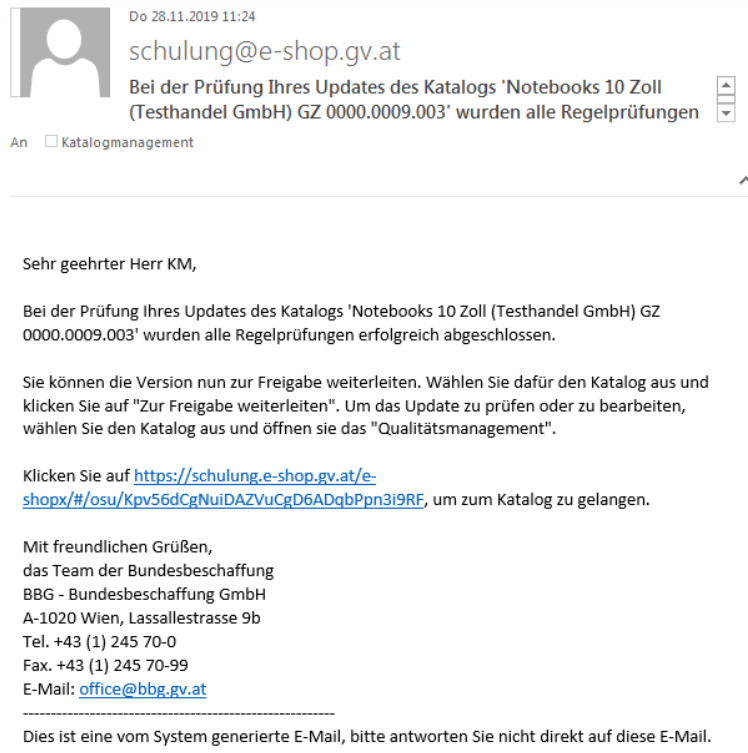 Do 28.11.2019 11:24
schulung@e-shop.gv.at
Bei der Prüfung Ihres Updates des Katalogs 'Notebooks 10 Zoll
(Testhandel GmbH) GZ 0000.0009.003' wurden alle Regelprüfungen
An Katalogmanagement
Sehr geehrter Herr KM,
Bei der Prüfung Ihres Updates des Katalogs 'Notebooks 10 Zoll (Testhandel GmbH) GZ
0000.0009.003' wurden alle Regelprüfungen erfolgreich abgeschlossen.
Sie können die Version nun zur Freigabe weiterleiten. Wählen Sie dafür den Katalog aus und
klicken Sie auf "Zur Freigabe weiterleiten". Um das Update zu prüfen oder zu bearbeiten,
wählen Sie den Katalog aus und öffnen sie das "Qualitätsmanagement".
Klicken Sie auf https://schulung.e-shop.gv.at/e-
shopx/#/osu/Kpv56dCgNuiDAZVuCgD6ADqbPpn3i9RF, um zum Katalog zu gelangen.
Mit freundlichen Grüßen,
das Team der Bundesbeschaffung
BBG - Bundesbeschaffung GmbH
A-1020 Wien, Lassallestrasse 9b
Tel. +43 (1) 245 70-0
Fax. +43 (1) 245 70-99
E-Mail: office@bbg.gv.at
--------------------------------------------------------
Dies ist eine vom System generierte E-Mail, bitte antworten Sie nicht direkt auf diese E-Mail.